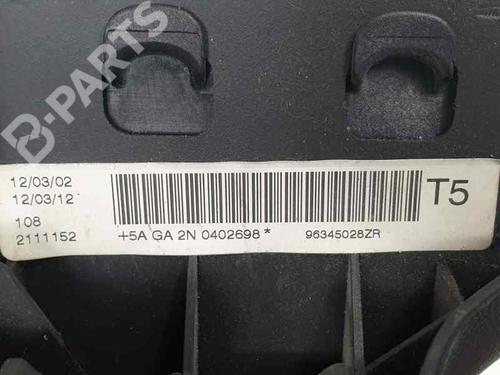 B-PARTS
12/03/02
12/03/12
108
2111152
+5A GA 2N 0402698 *
96345028ZR
T5